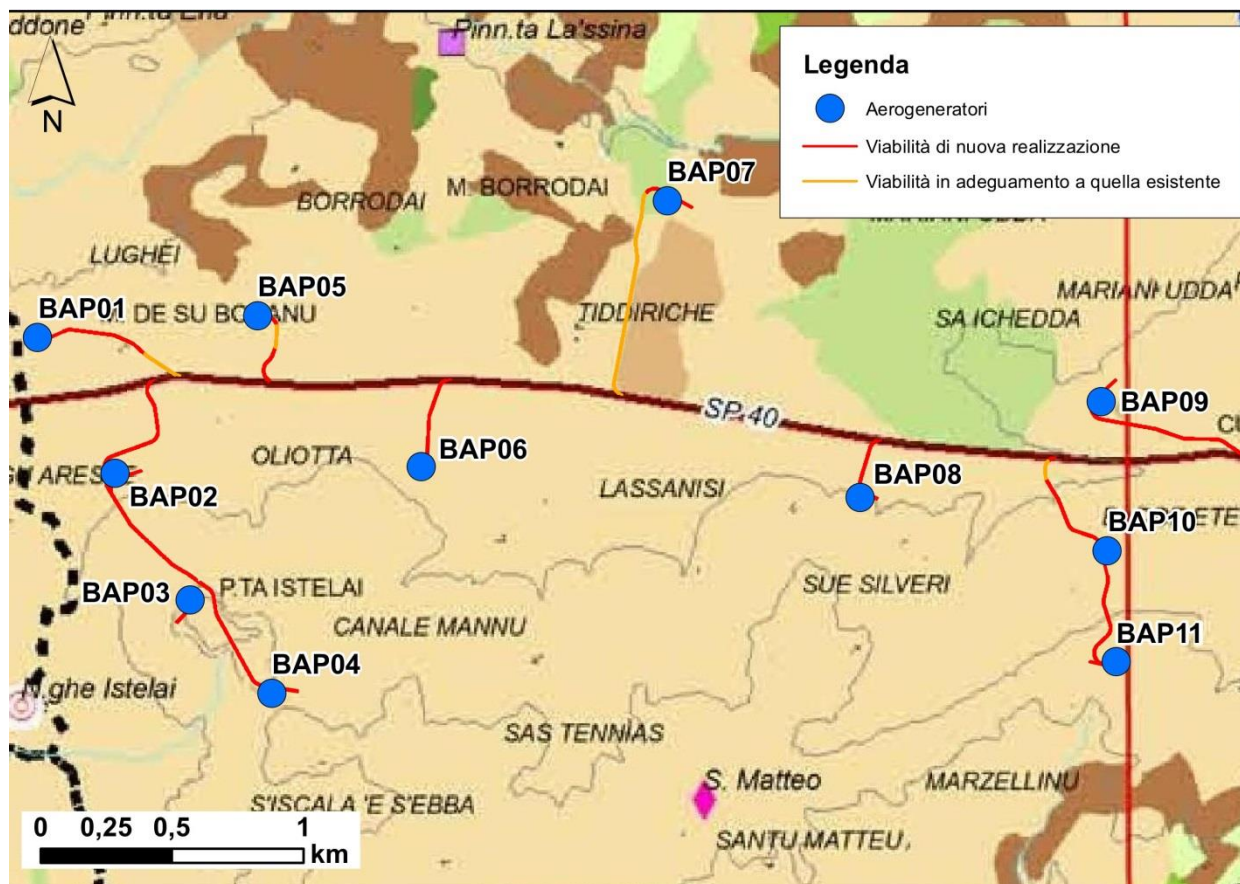 Pinn.ta La'ssina
Legenda
Aerogeneratori
Viabilità di nuova realizzazione
Viabilità in adeguamento a quella esistente
N
BAP07
M. BORRODAI
BORRODAI
LUGHËI
BAP05
BAP01
MARIANI UDDA
TIDDIRICHE
SA ICHEDDA
BAP09
SP 40
BAP06
OLIOTTA
BAP08
LASSANISI
BAP02
BAP10
SUE SILVERI
BAP03
P.TA ISTELAI
CANALE MANNU
BAP11
BAP04
N.ghe Istelai
SAS TENNIAS
S. Matteo
MARZELLINU
S'ISCALA 'E S'EBBA
SANTU MATTEU
0 0,25 0,5 1
km